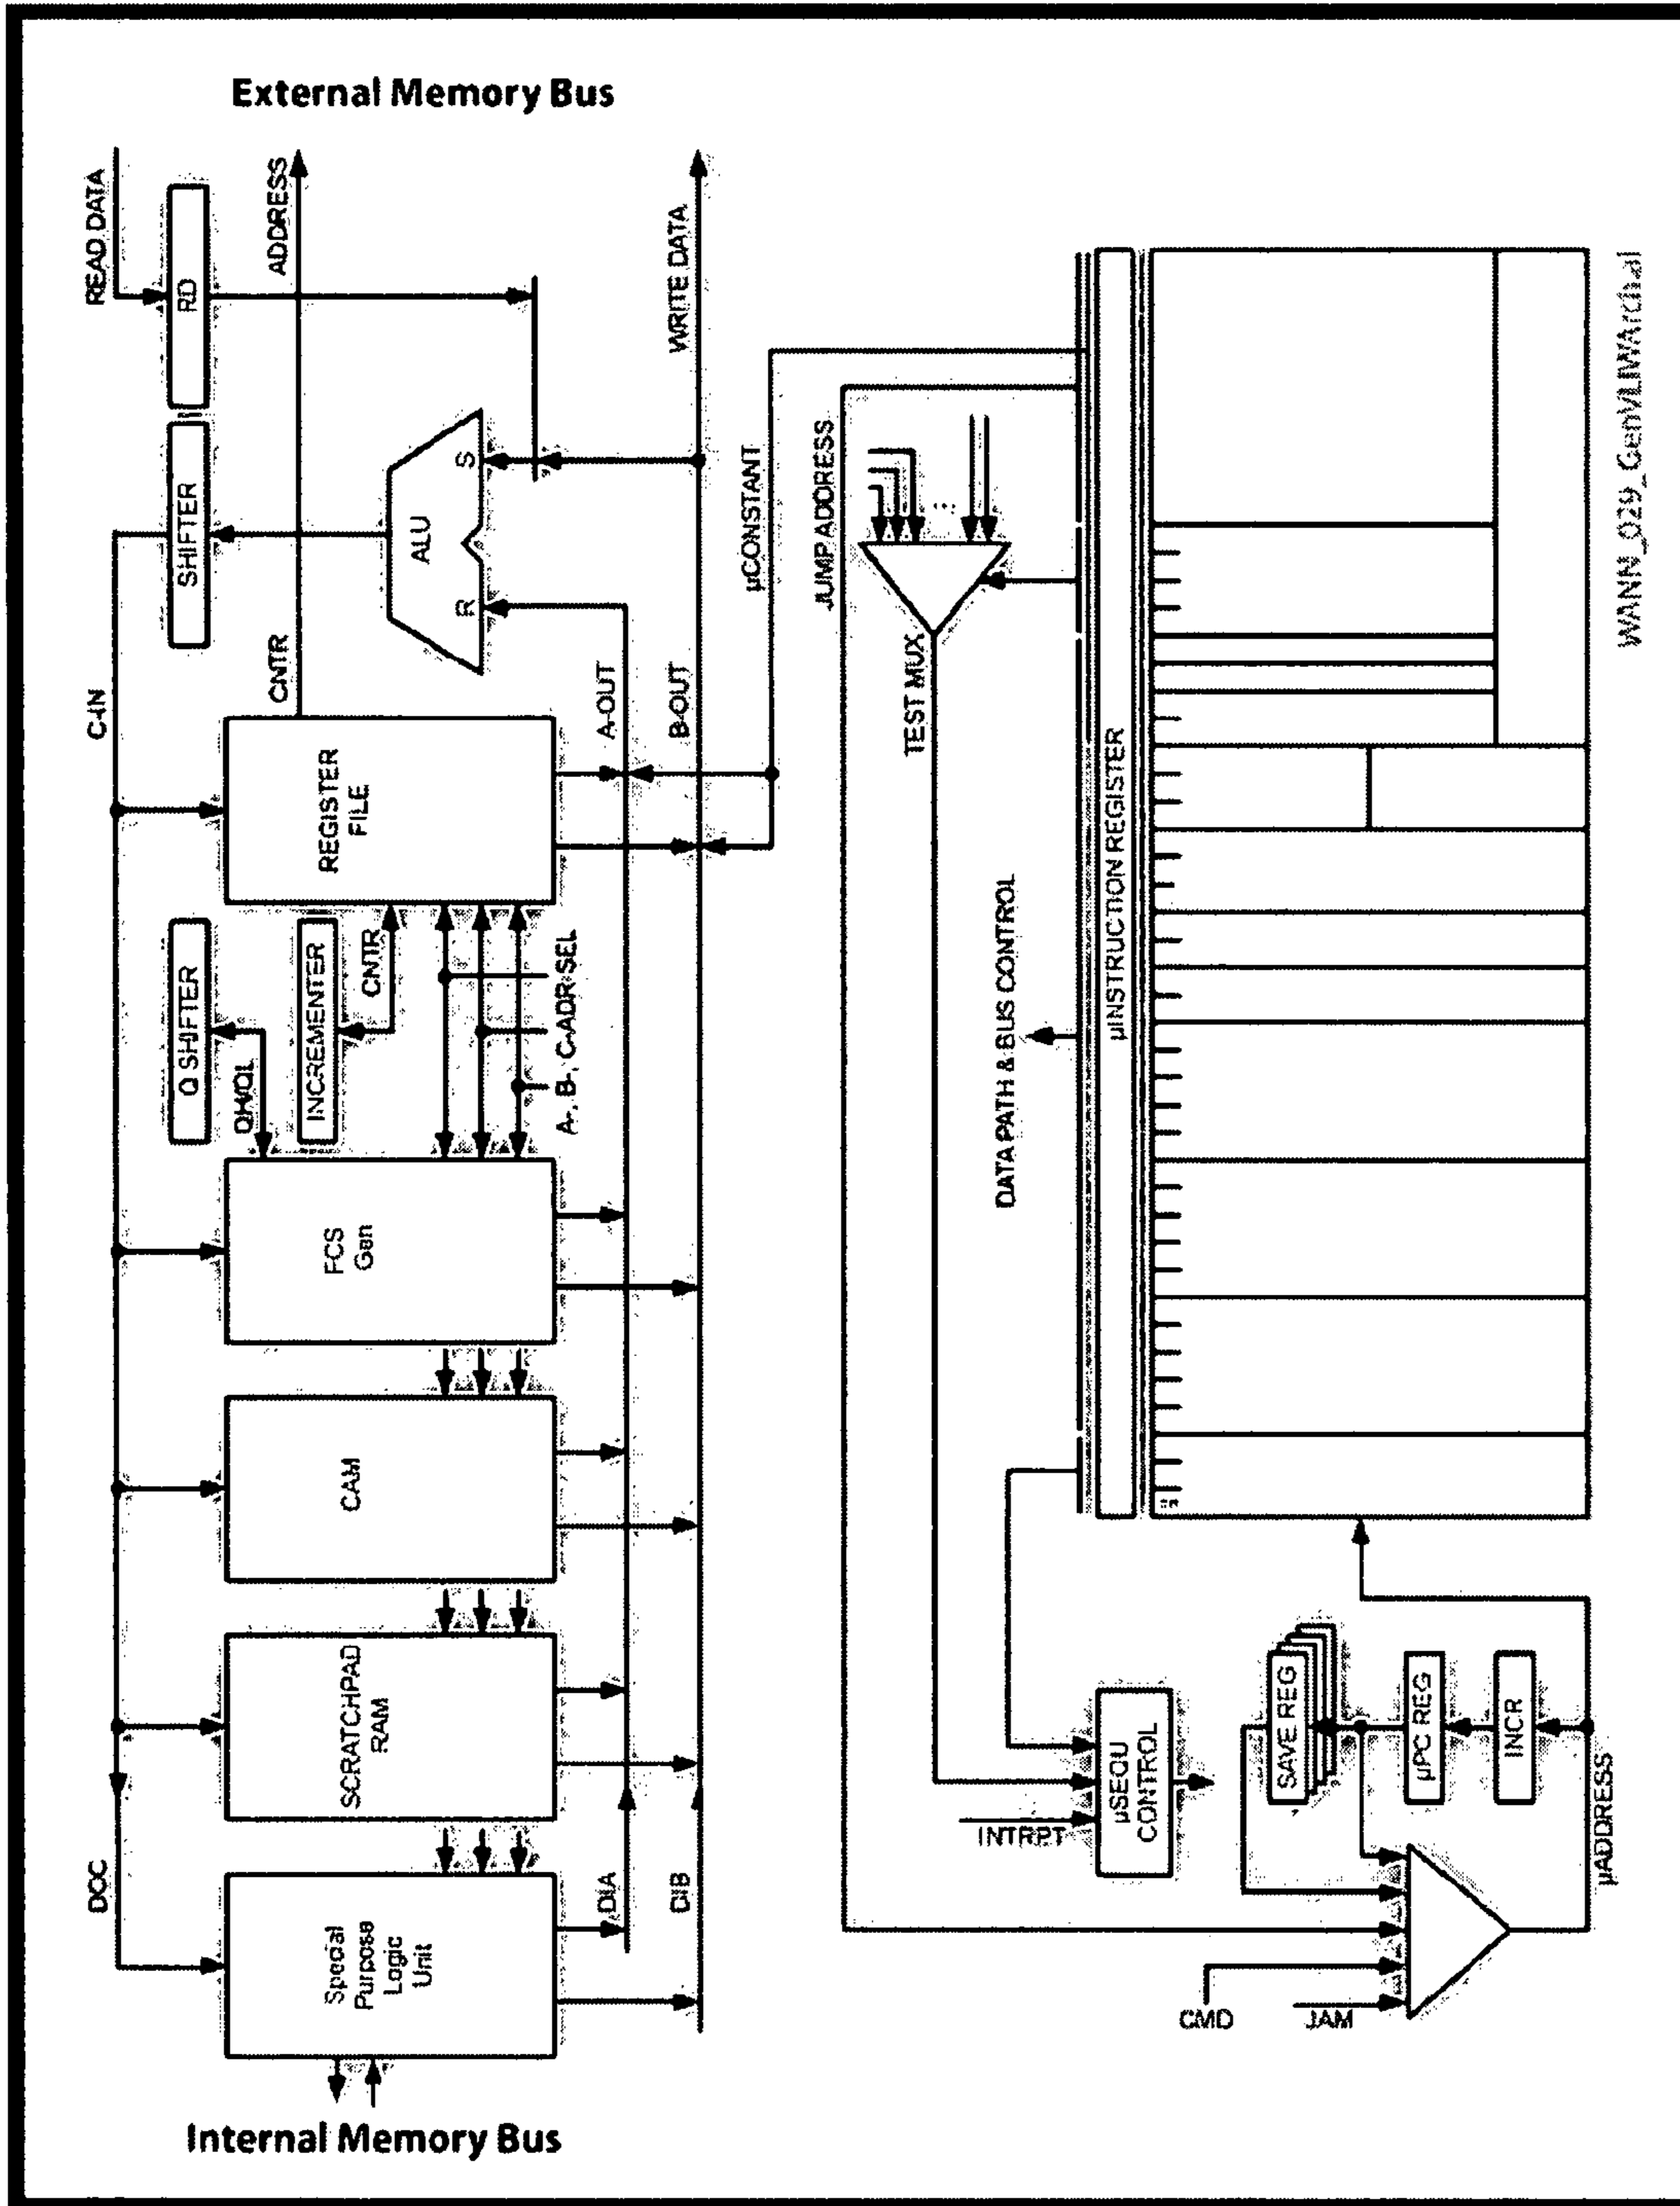 External Memory Bus
READ DATA
RD
ADDRESS
SHIFTER
ALU
R
S
WRITE DATA
C-IN
CNTR
REGISTER
FILE
A-OUT
B-OUT
µCONSTANT
Q SHIFTER
QH/QL
INCREMENTER
CNTR
A-, B-, C-ADR SEL
FCS
Gen
CAM
SCRATCHPAD
RAM
DOC
Special
Purpose
Logic
Unit
DIA
DIB
Internal Memory Bus
JUMP ADDRESS
TEST MUX
DATA PATH & BUS CONTROL
µINSTRUCTION REGISTER
INTRPT
µSEQU
CONTROL
SAVE REG
µPC REG
INCR
µADDRESS
CMD
JAM
WANN_029_GenVLIWArchal